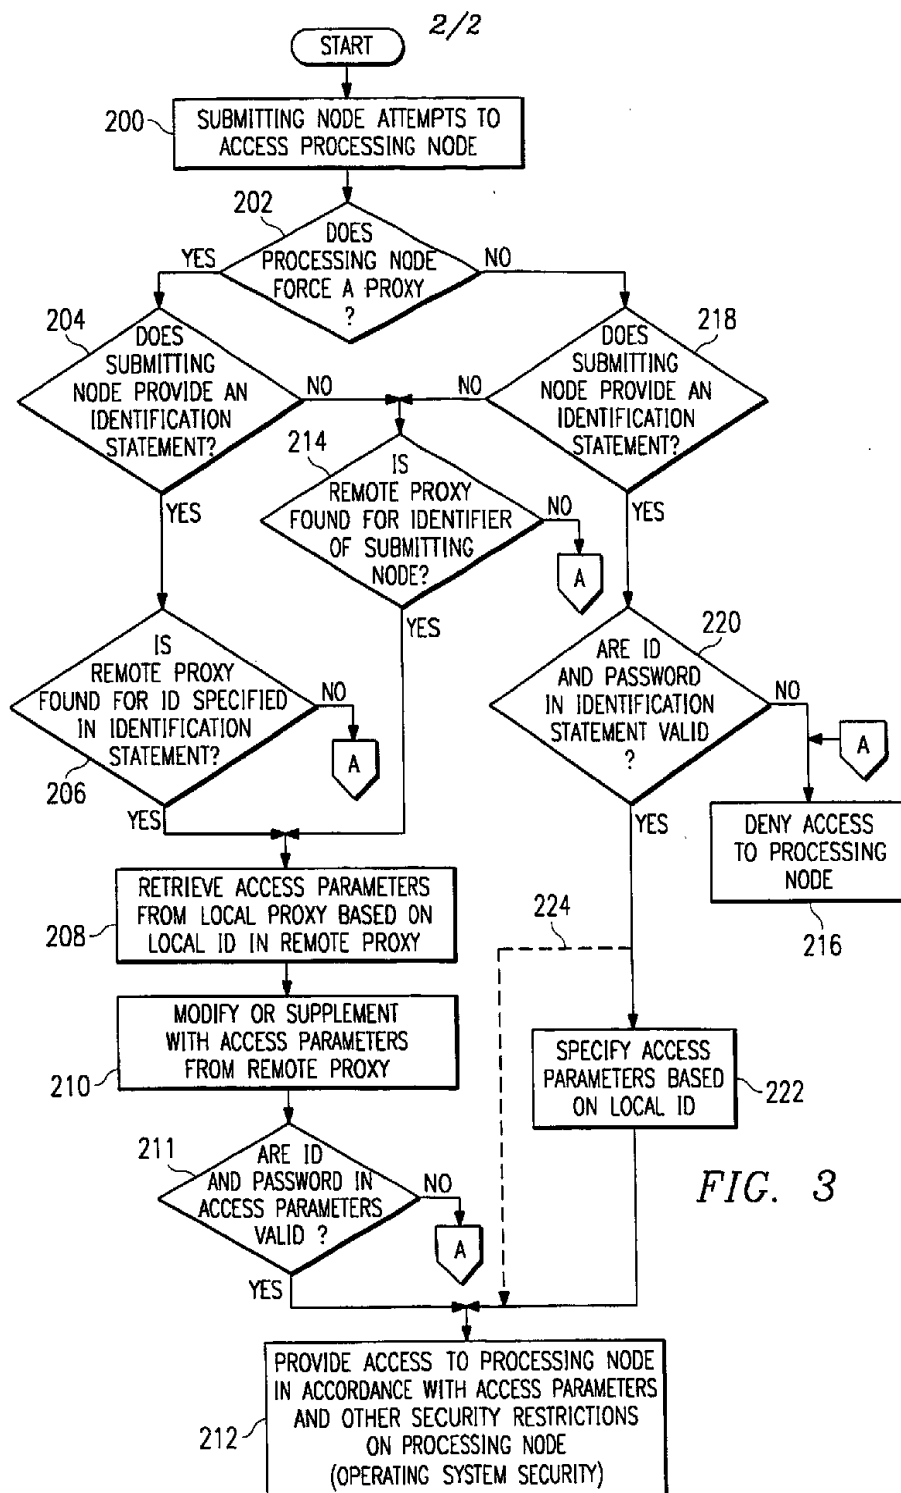 2/2
START
200
SUBMITTING NODE ATTEMPTS TO
ACCESS PROCESSING NODE
202
DOES
PROCESSING NODE
FORCE A PROXY
?
YES
NO
204
DOES
SUBMITTING
NODE PROVIDE AN
IDENTIFICATION
STATEMENT?
NO
YES
218
DOES
SUBMITTING
NODE PROVIDE AN
IDENTIFICATION
STATEMENT?
NO
YES
214
IS
REMOTE PROXY
FOUND FOR IDENTIFIER
OF SUBMITTING
NODE?
NO
A
YES
IS
REMOTE PROXY
FOUND FOR ID SPECIFIED
IN IDENTIFICATION
STATEMENT?
206
NO
A
YES
220
ARE ID
AND PASSWORD
IN IDENTIFICATION
STATEMENT VALID
?
NO
A
YES
DENY ACCESS
TO PROCESSING
NODE
216
RETRIEVE ACCESS PARAMETERS
FROM LOCAL PROXY BASED ON
LOCAL ID IN REMOTE PROXY
208
224
MODIFY OR SUPPLEMENT
WITH ACCESS PARAMETERS
FROM REMOTE PROXY
210
SPECIFY ACCESS
PARAMETERS BASED
ON LOCAL ID
222
211
ARE ID
AND PASSWORD IN
ACCESS PARAMETERS
VALID ?
NO
A
YES
FIG. 3
PROVIDE ACCESS TO PROCESSING NODE
IN ACCORDANCE WITH ACCESS PARAMETERS
AND OTHER SECURITY RESTRICTIONS
ON PROCESSING NODE
(OPERATING SYSTEM SECURITY)
212